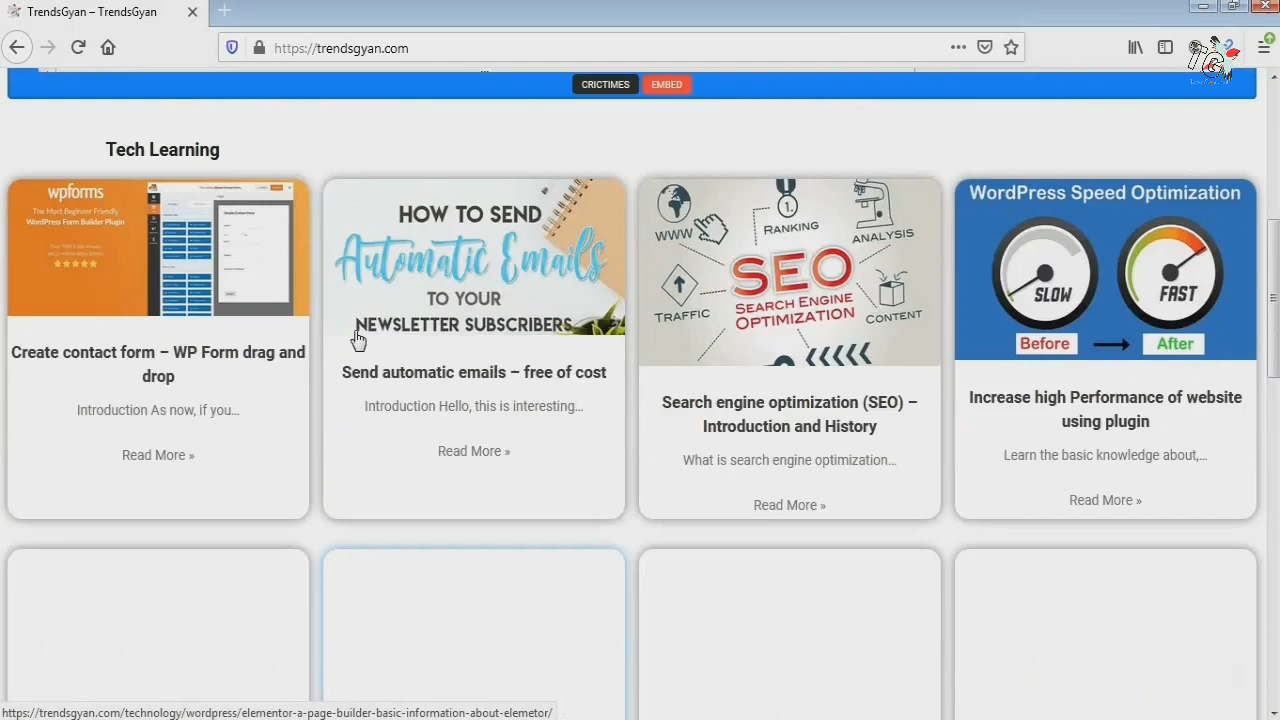 TrendsGyan – TrendsGyan
https://trendsgyan.com
CRICTIMES
EMBED
Tech Learning
wpforms
The Most Beginner Friendly
WordPress Form Builder Plugin
Create contact form – WP Form drag and
drop
Introduction As now, if you...
Read More »
HOW TO SEND
Automatic Emails
TO YOUR
NEWSLETTER SUBSCRIBERS
Send automatic emails – free of cost
Introduction Hello, this is interesting...
Read More »
WWW
1.
RANKING
ANALYSIS
SEO
SEARCH ENGINE
OPTIMIZATION
TRAFFIC
CONTENT
Search engine optimization (SEO) –
Introduction and History
What is search engine optimization...
Read More »
WordPress Speed Optimization
SLOW
FAST
Before
After
Increase high Performance of website
using plugin
Learn the basic knowledge about,...
Read More »
https://trendsgyan.com/technology/wordpress/elementor-a-page-builder-basic-information-about-elemetor/